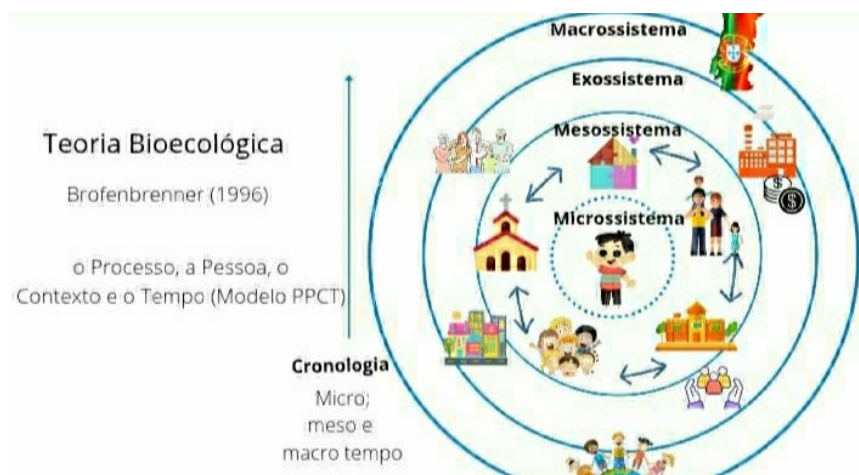 Macrossistema
Exossistema
Mesossistema
Microssistema
Teoria Bioecológica
Brofenbrenner (1996)
o Processo, a Pessoa, o
Contexto e o Tempo (Modelo PPCT)
Cronologia
Micro;
meso e
macro tempo
$
$